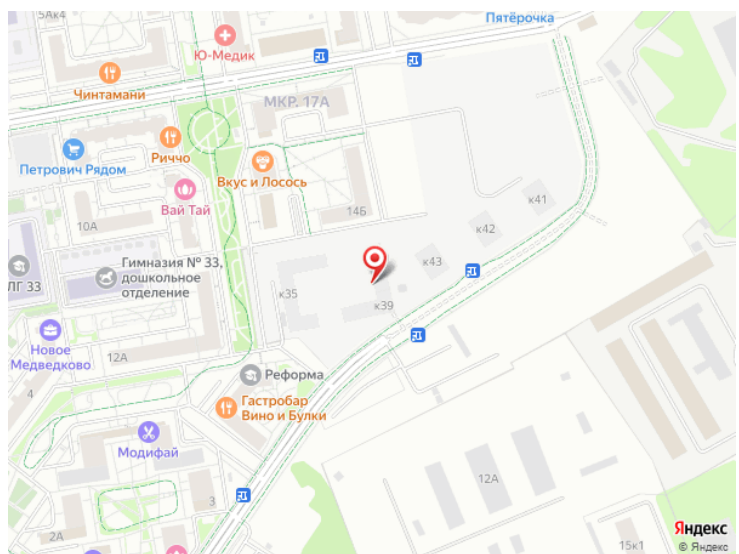 5Ак4
Ю-Медик
Пятёрочка
Чинтамани
МКР. 17А
Риччо
Петрович Рядом
Вкус и Лосось
Вай Тай
14Б
10А
к41
к42
к43
Гимназия № 33,
дошкольное
отделение
ЛГ 33
к35
к39
Новое
Медведково
12А
4
Реформа
Гастробар
Вино и Булки
Модифай
12А
3
2А
15к1
Яндекс
© Яндекс